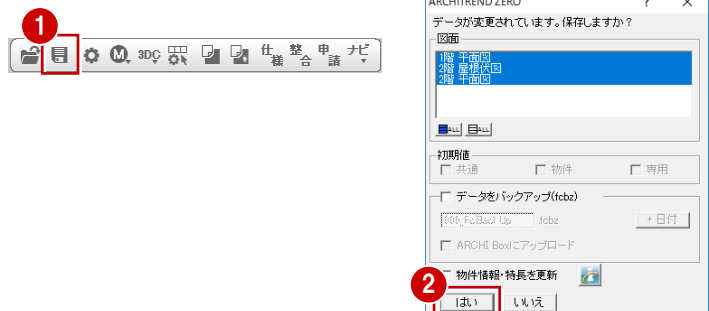 1
M 3DC 仕様 整合 申請 ナビ
ARCHITREND ZERO ? ×
データが変更されています。保存しますか?
図面
1階 平面図
2階 屋根伏図
2階 平面図
ALL ALL
初期値
共通 物件 専用
データをバックアップ(fcbz)
.fcbz +日付
ARCHI Boxにアップロード
物件情報・特長を更新
2
はい いいえ